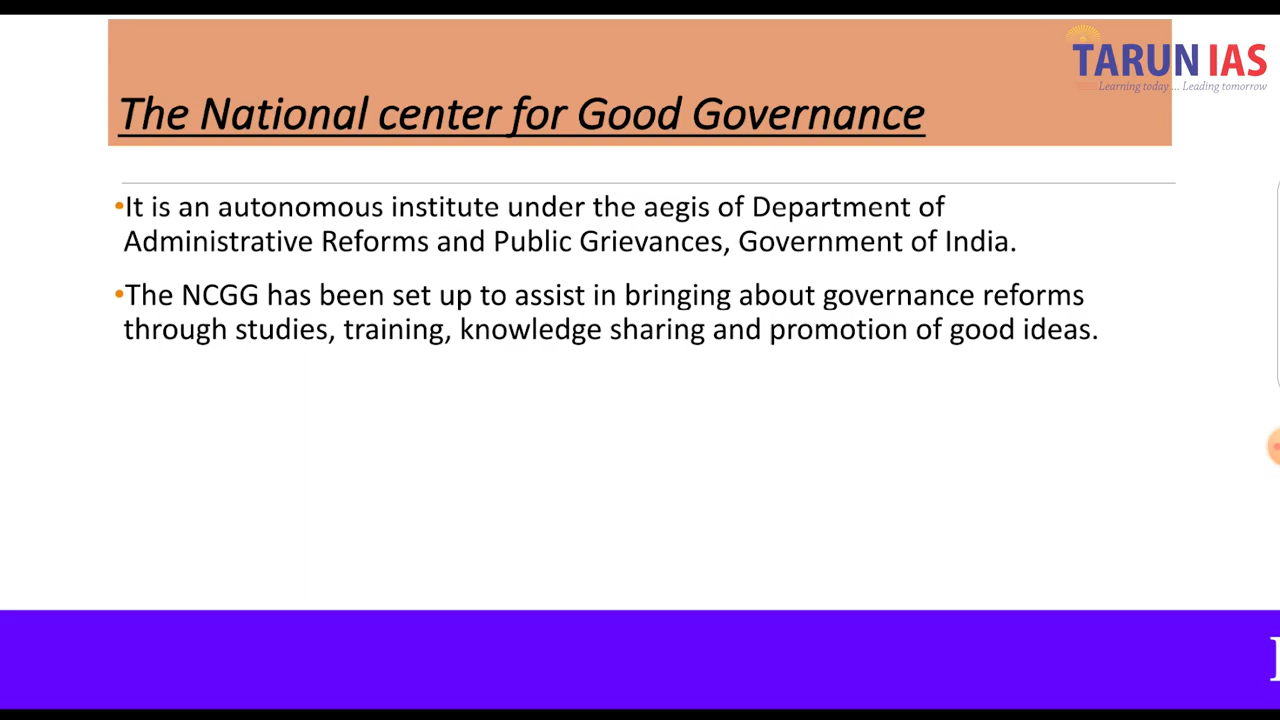 TARUN IAS
Learning today ... Leading tomorrow
The National center for Good Governance
•It is an autonomous institute under the aegis of Department of
Administrative Reforms and Public Grievances, Government of India.
•The NCGG has been set up to assist in bringing about governance reforms
through studies, training, knowledge sharing and promotion of good ideas.